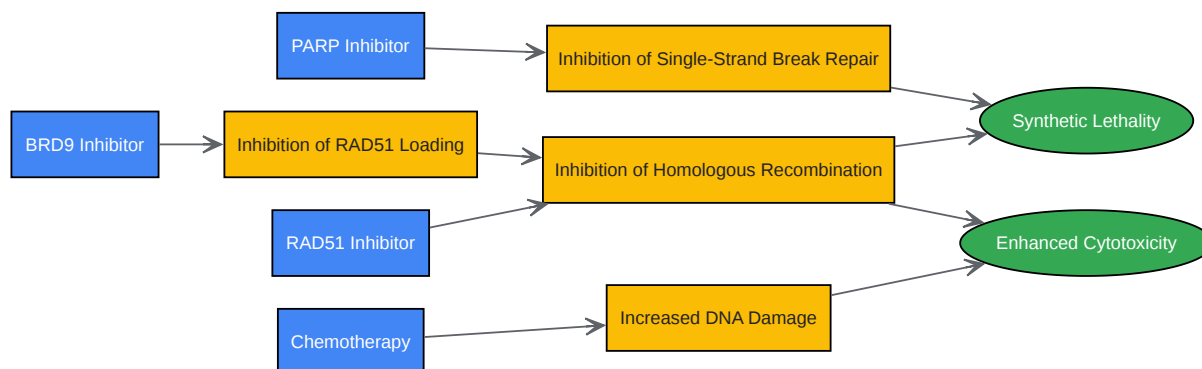 PARP Inhibitor
Inhibition of Single-Strand Break Repair
Synthetic Lethality
BRD9 Inhibitor
Inhibition of RAD51 Loading
Inhibition of Homologous Recombination
RAD51 Inhibitor
Enhanced Cytotoxicity
Increased DNA Damage
Chemotherapy